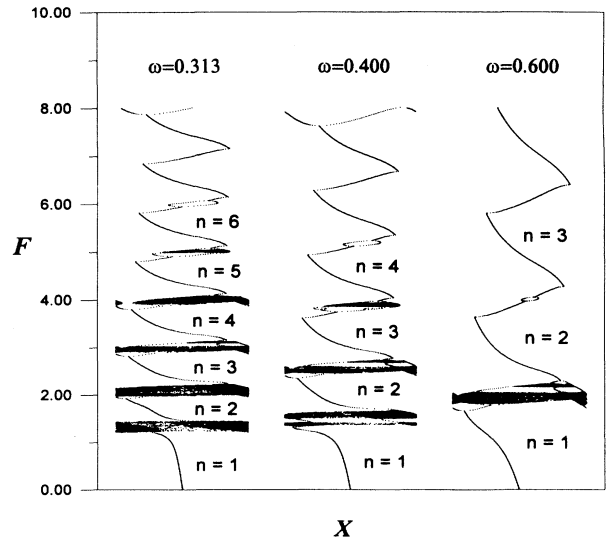 10.00
ω=0.313 ω=0.400 ω=0.600
8.00
6.00
n = 6
n = 3
F
n = 5
n = 4
4.00
n = 4
n = 3
n = 2
n = 3
2.00
n = 2
n = 2
n = 1
n = 1
n = 1
0.00
X